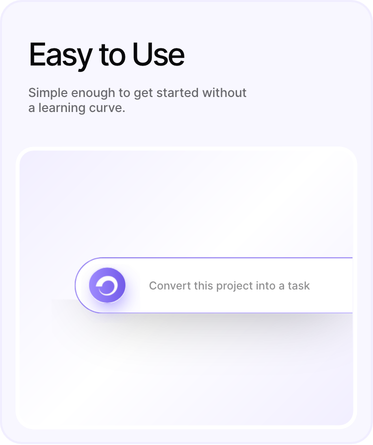 Easy to Use
Simple enough to get started without
a learning curve.
Convert this project into a task